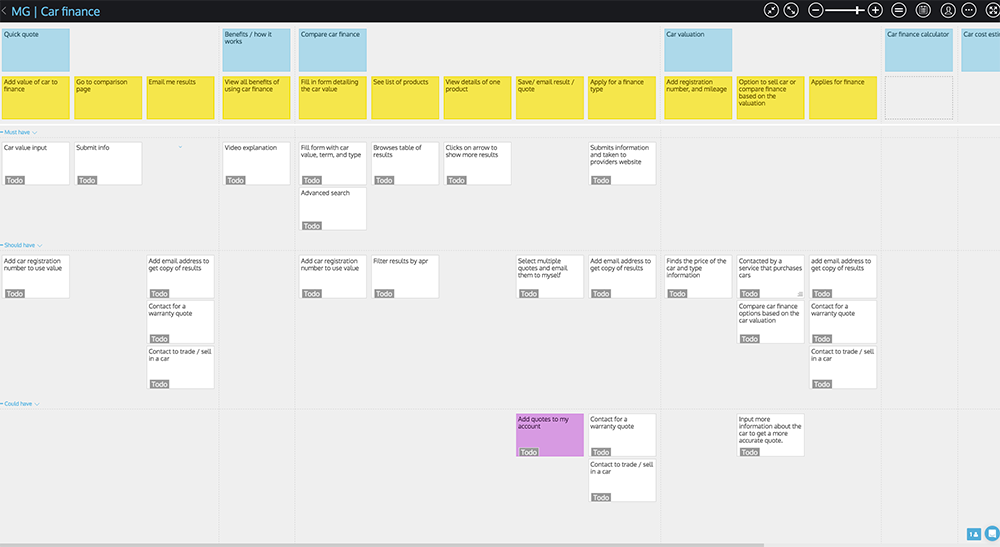 MG | Car finance
Quick quote
Benefits / how it
works
Compare car finance
Car valuation
Car finance calculator
Car cost esti
Add value of car to
finance
Go to comparison
page
Email me results
View all benefits of
using car finance
Fill in form detailing
the car value
See list of products
View details of one
product
Save/ email result /
quote
Apply for a finance
type
Add registration
number, and mileage
Option to sell car or
compare finance
based on the
valuation
Applies for finance
Must have
Car value input
Todo
Submit info
Todo
Video explanation
Todo
Fill form with car
value, term, and type
Todo
Browses table of
results
Todo
Clicks on arrow to
show more results
Todo
Submits information
and taken to
providers website
Todo
Advanced search
Todo
Should have
Add car registration
number to use value
Todo
Add email address to
get copy of results
Todo
Add car registration
number to use value
Todo
Filter results by apr
Todo
Select multiple
quotes and email
them to myself
Todo
Add email address to
get copy of results
Todo
Finds the price of the
car and type
information
Todo
Contacted by a
service that purchases
cars
Todo
add email address to
get copy of results
Todo
Contact for a
warranty quote
Todo
Compare car finance
options based on the
car valuation
Todo
Contact for a
warranty quote
Todo
Contact to trade / sell
in a car
Todo
Contact to trade / sell
in a car
Todo
Could have
Add quotes to my
account
Todo
Contact for a
warranty quote
Todo
Input more
information about the
car to get a more
accurate quote.
Todo
Contact to trade / sell
in a car
Todo
1